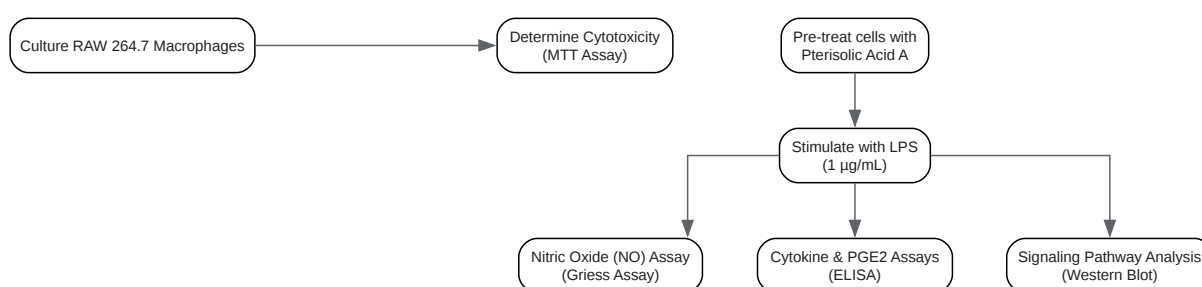 Culture RAW 264.7 Macrophages
Determine Cytotoxicity
(MTT Assay)
Pre-treat cells with
Pterisolic Acid A
Stimulate with LPS
(1 µg/mL)
Nitric Oxide (NO) Assay
(Griess Assay)
Cytokine & PGE2 Assays
(ELISA)
Signaling Pathway Analysis
(Western Blot)